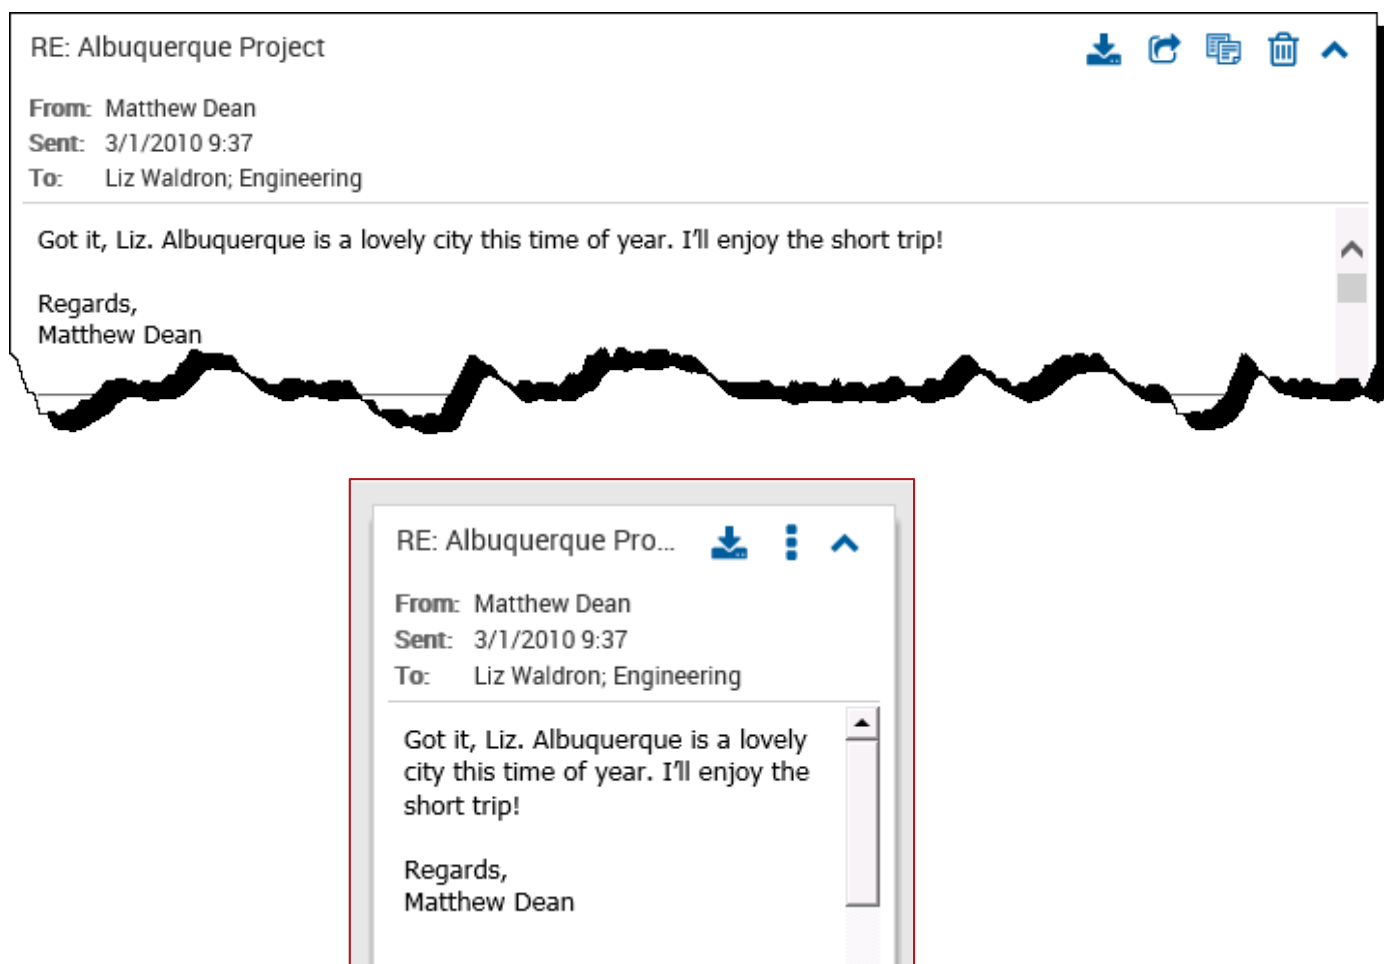 RE: Albuquerque Project
From: Matthew Dean
Sent: 3/1/2010 9:37
To: Liz Waldron; Engineering
Got it, Liz. Albuquerque is a lovely city this time of year. I'll enjoy the short trip!
Regards,
Matthew Dean
RE: Albuquerque Pro...
From: Matthew Dean
Sent: 3/1/2010 9:37
To: Liz Waldron; Engineering
Got it, Liz. Albuquerque is a lovely
city this time of year. I'll enjoy the
short trip!
Regards,
Matthew Dean